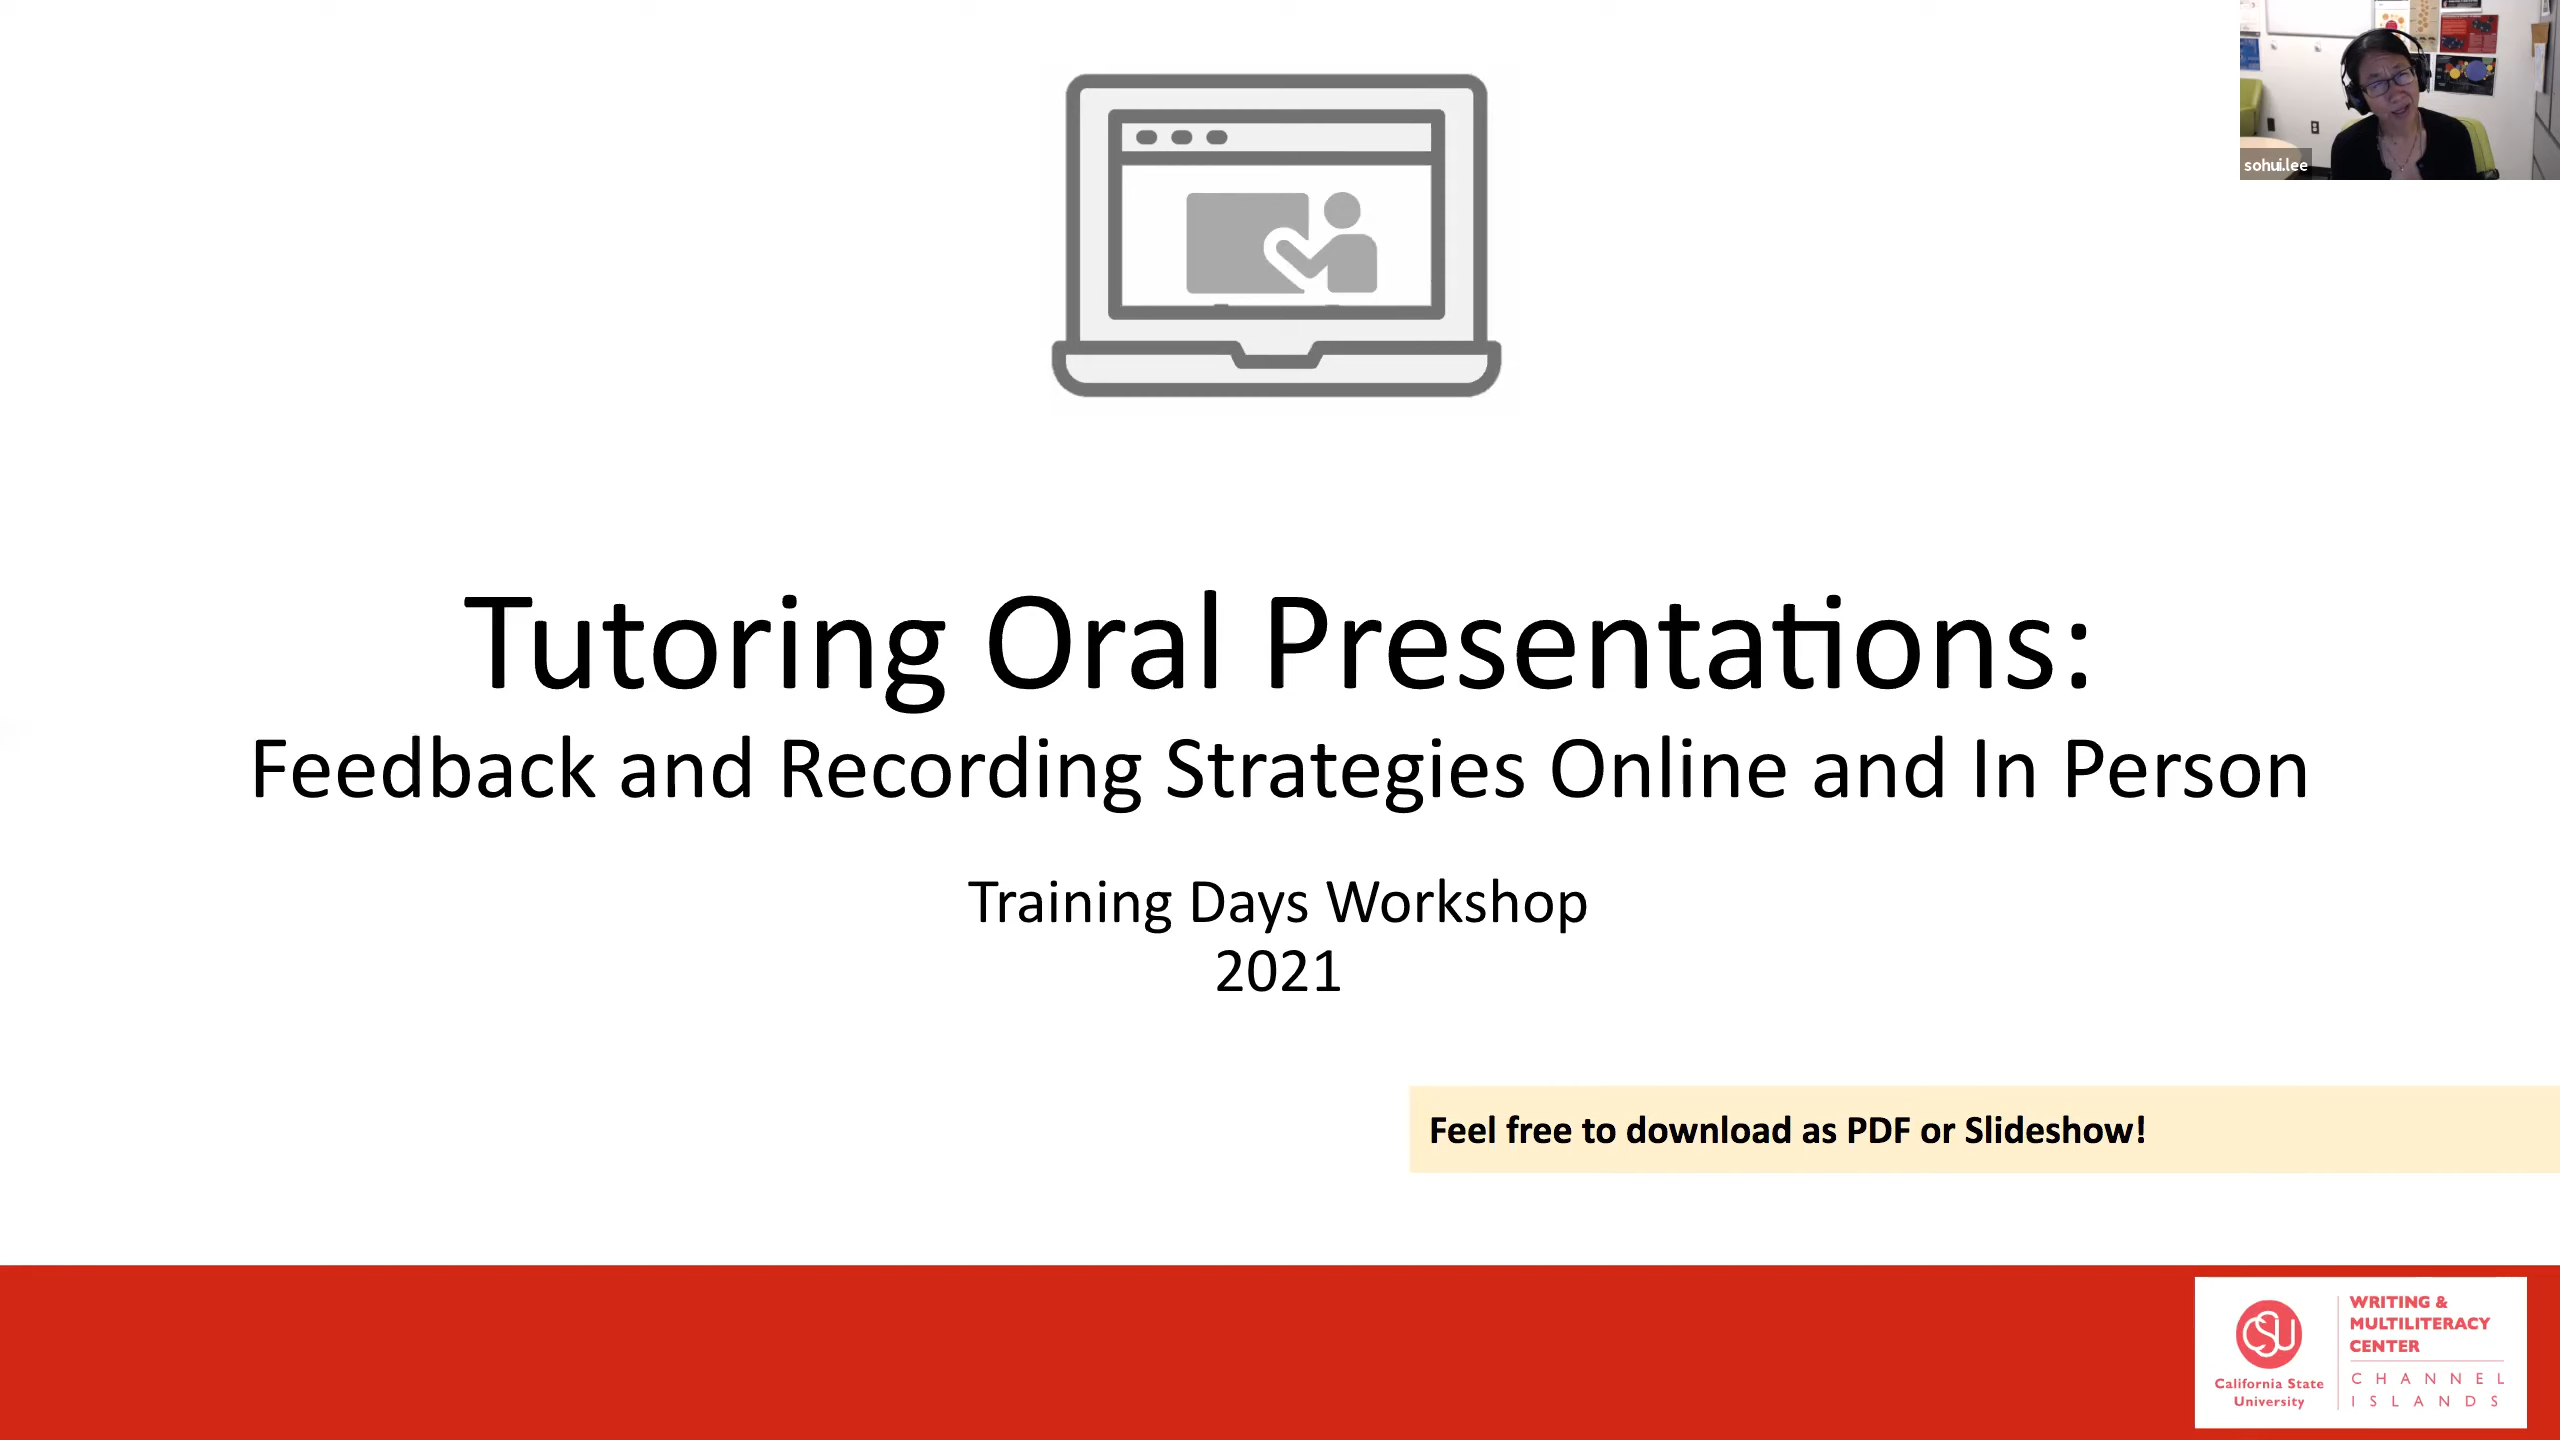 sohui.lee
Tutoring Oral Presentations:
Feedback and Recording Strategies Online and In Person
Training Days Workshop
2021
Feel free to download as PDF or Slideshow!
CSU
California State
University
WRITING &
MULTILITERACY
CENTER
CHANNEL
ISLANDS